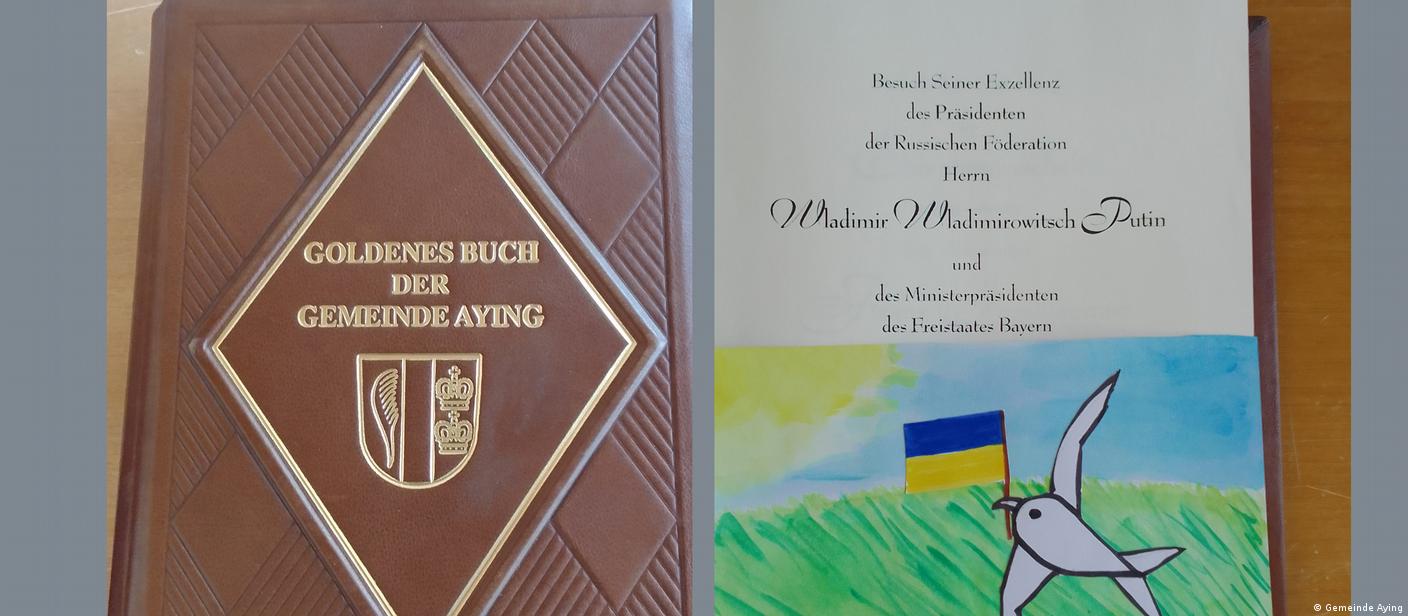 GOLDENES BUCH
DER
GEMEINDE AYING
Besuch Seiner Exzellenz
des Präsidenten
der Russischen Föderation
Herrn
Wladimir Wladimirowitsch Putin
und
des Ministerpräsidenten
des Freistaates Bayern
© Gemeinde Aying